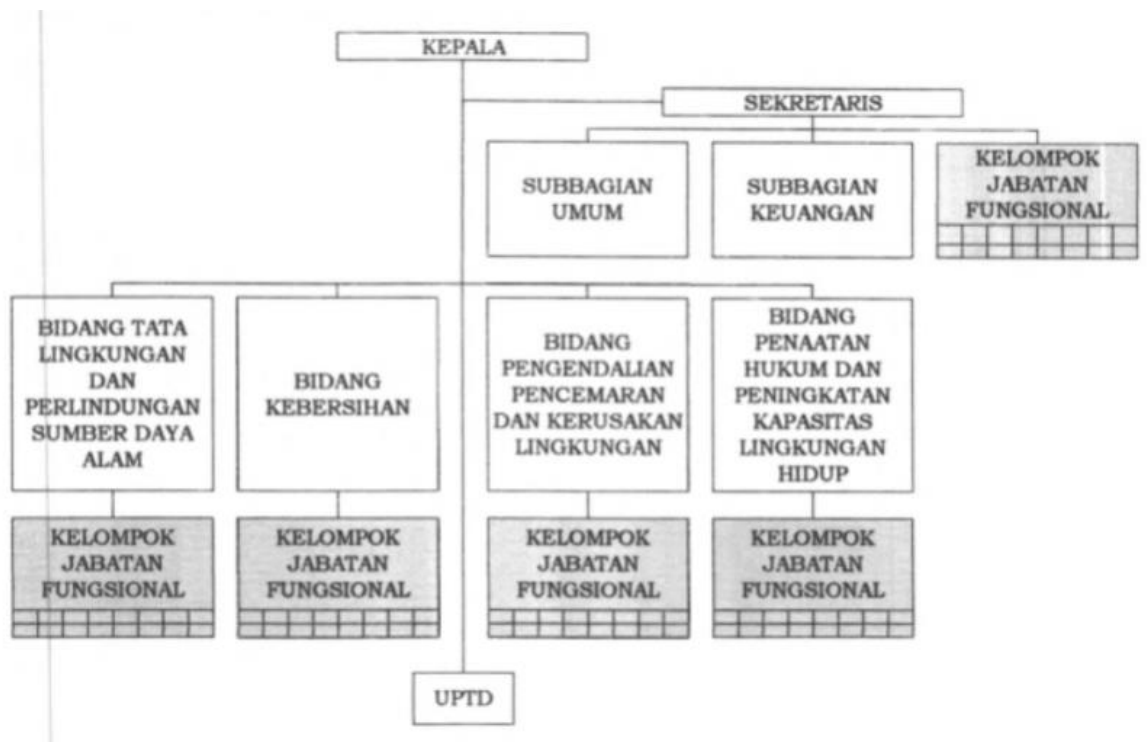 KEPALA
SEKRETARIS
SUBBAGIAN
UMUM
SUBBAGIAN
KEUANGAN
KELOMPOK
JABATAN
FUNGSIONAL
BIDANG TATA
LINGKUNGAN
DAN
PERLINDUNGAN
SUMBER DAYA
ALAM
BIDANG
KEBERSIHAN
BIDANG
PENGENDALIAN
PENCEMARAN
DAN KERUSAKAN
LINGKUNGAN
BIDANG
PENAATAN
HUKUM DAN
PENINGKATAN
KAPASITAS
LINGKUNGAN
HIDUP
KELOMPOK
JABATAN
FUNGSIONAL
KELOMPOK
JABATAN
FUNGSIONAL
KELOMPOK
JABATAN
FUNGSIONAL
KELOMPOK
JABATAN
FUNGSIONAL
UPTD